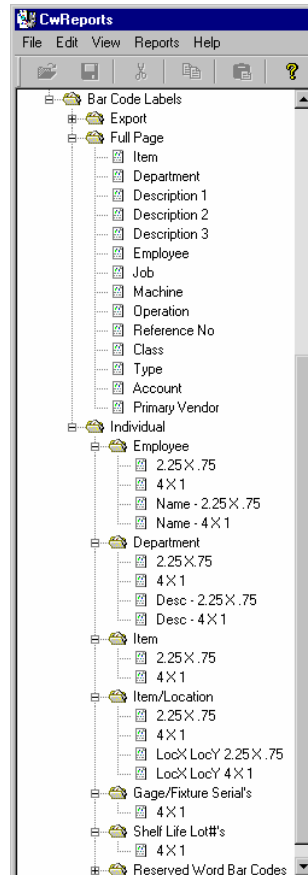 CwReports
File Edit View Reports Help
Bar Code Labels
Export
Full Page
Item
Department
Description 1
Description 2
Description 3
Employee
Job
Machine
Operation
Reference No
Class
Type
Account
Primary Vendor
Individual
Employee
2.25 X .75
4 X 1
Name - 2.25 X .75
Name - 4 X 1
Department
2.25 X.75
4 X 1
Desc - 2.25 X .75
Desc - 4 X 1
Item
2.25 X .75
4 X 1
Item/Location
2.25 X .75
4 X 1
LocX LocY 2.25 X .75
LocX LocY 4 X 1
Gage/Fixture Serial's
4 X 1
Shelf Life Lot#'s
4 X 1
Reserved Word Bar Codes